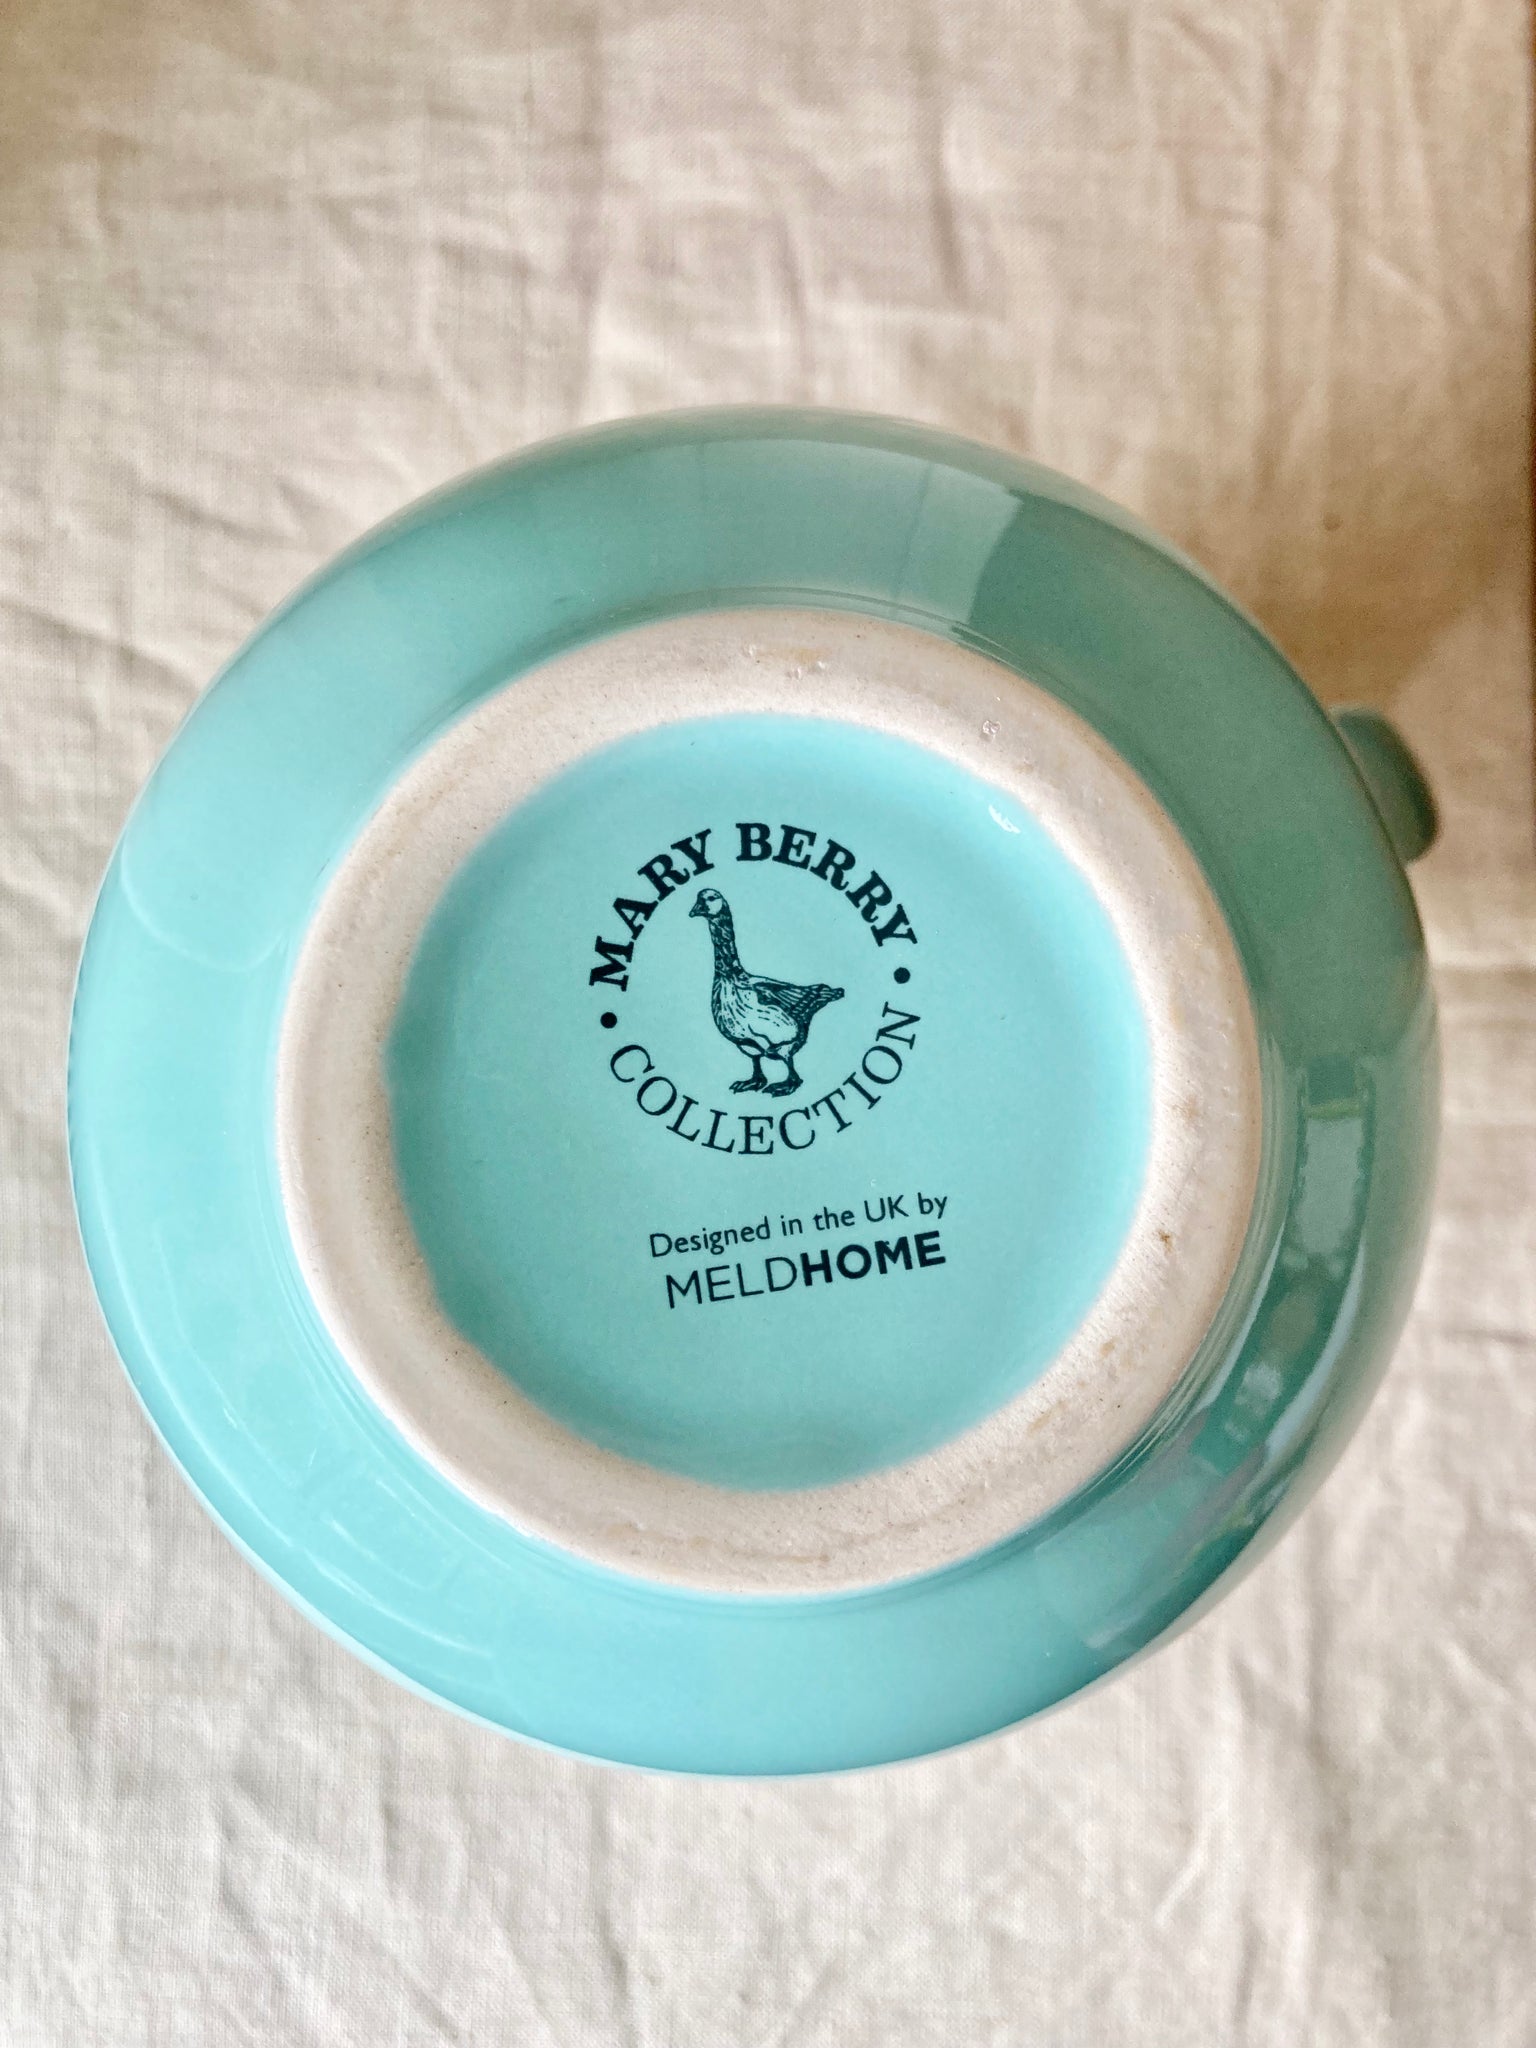 MARY BERRY
• COLLECTION •
Designed in the UK by
MELDHOME